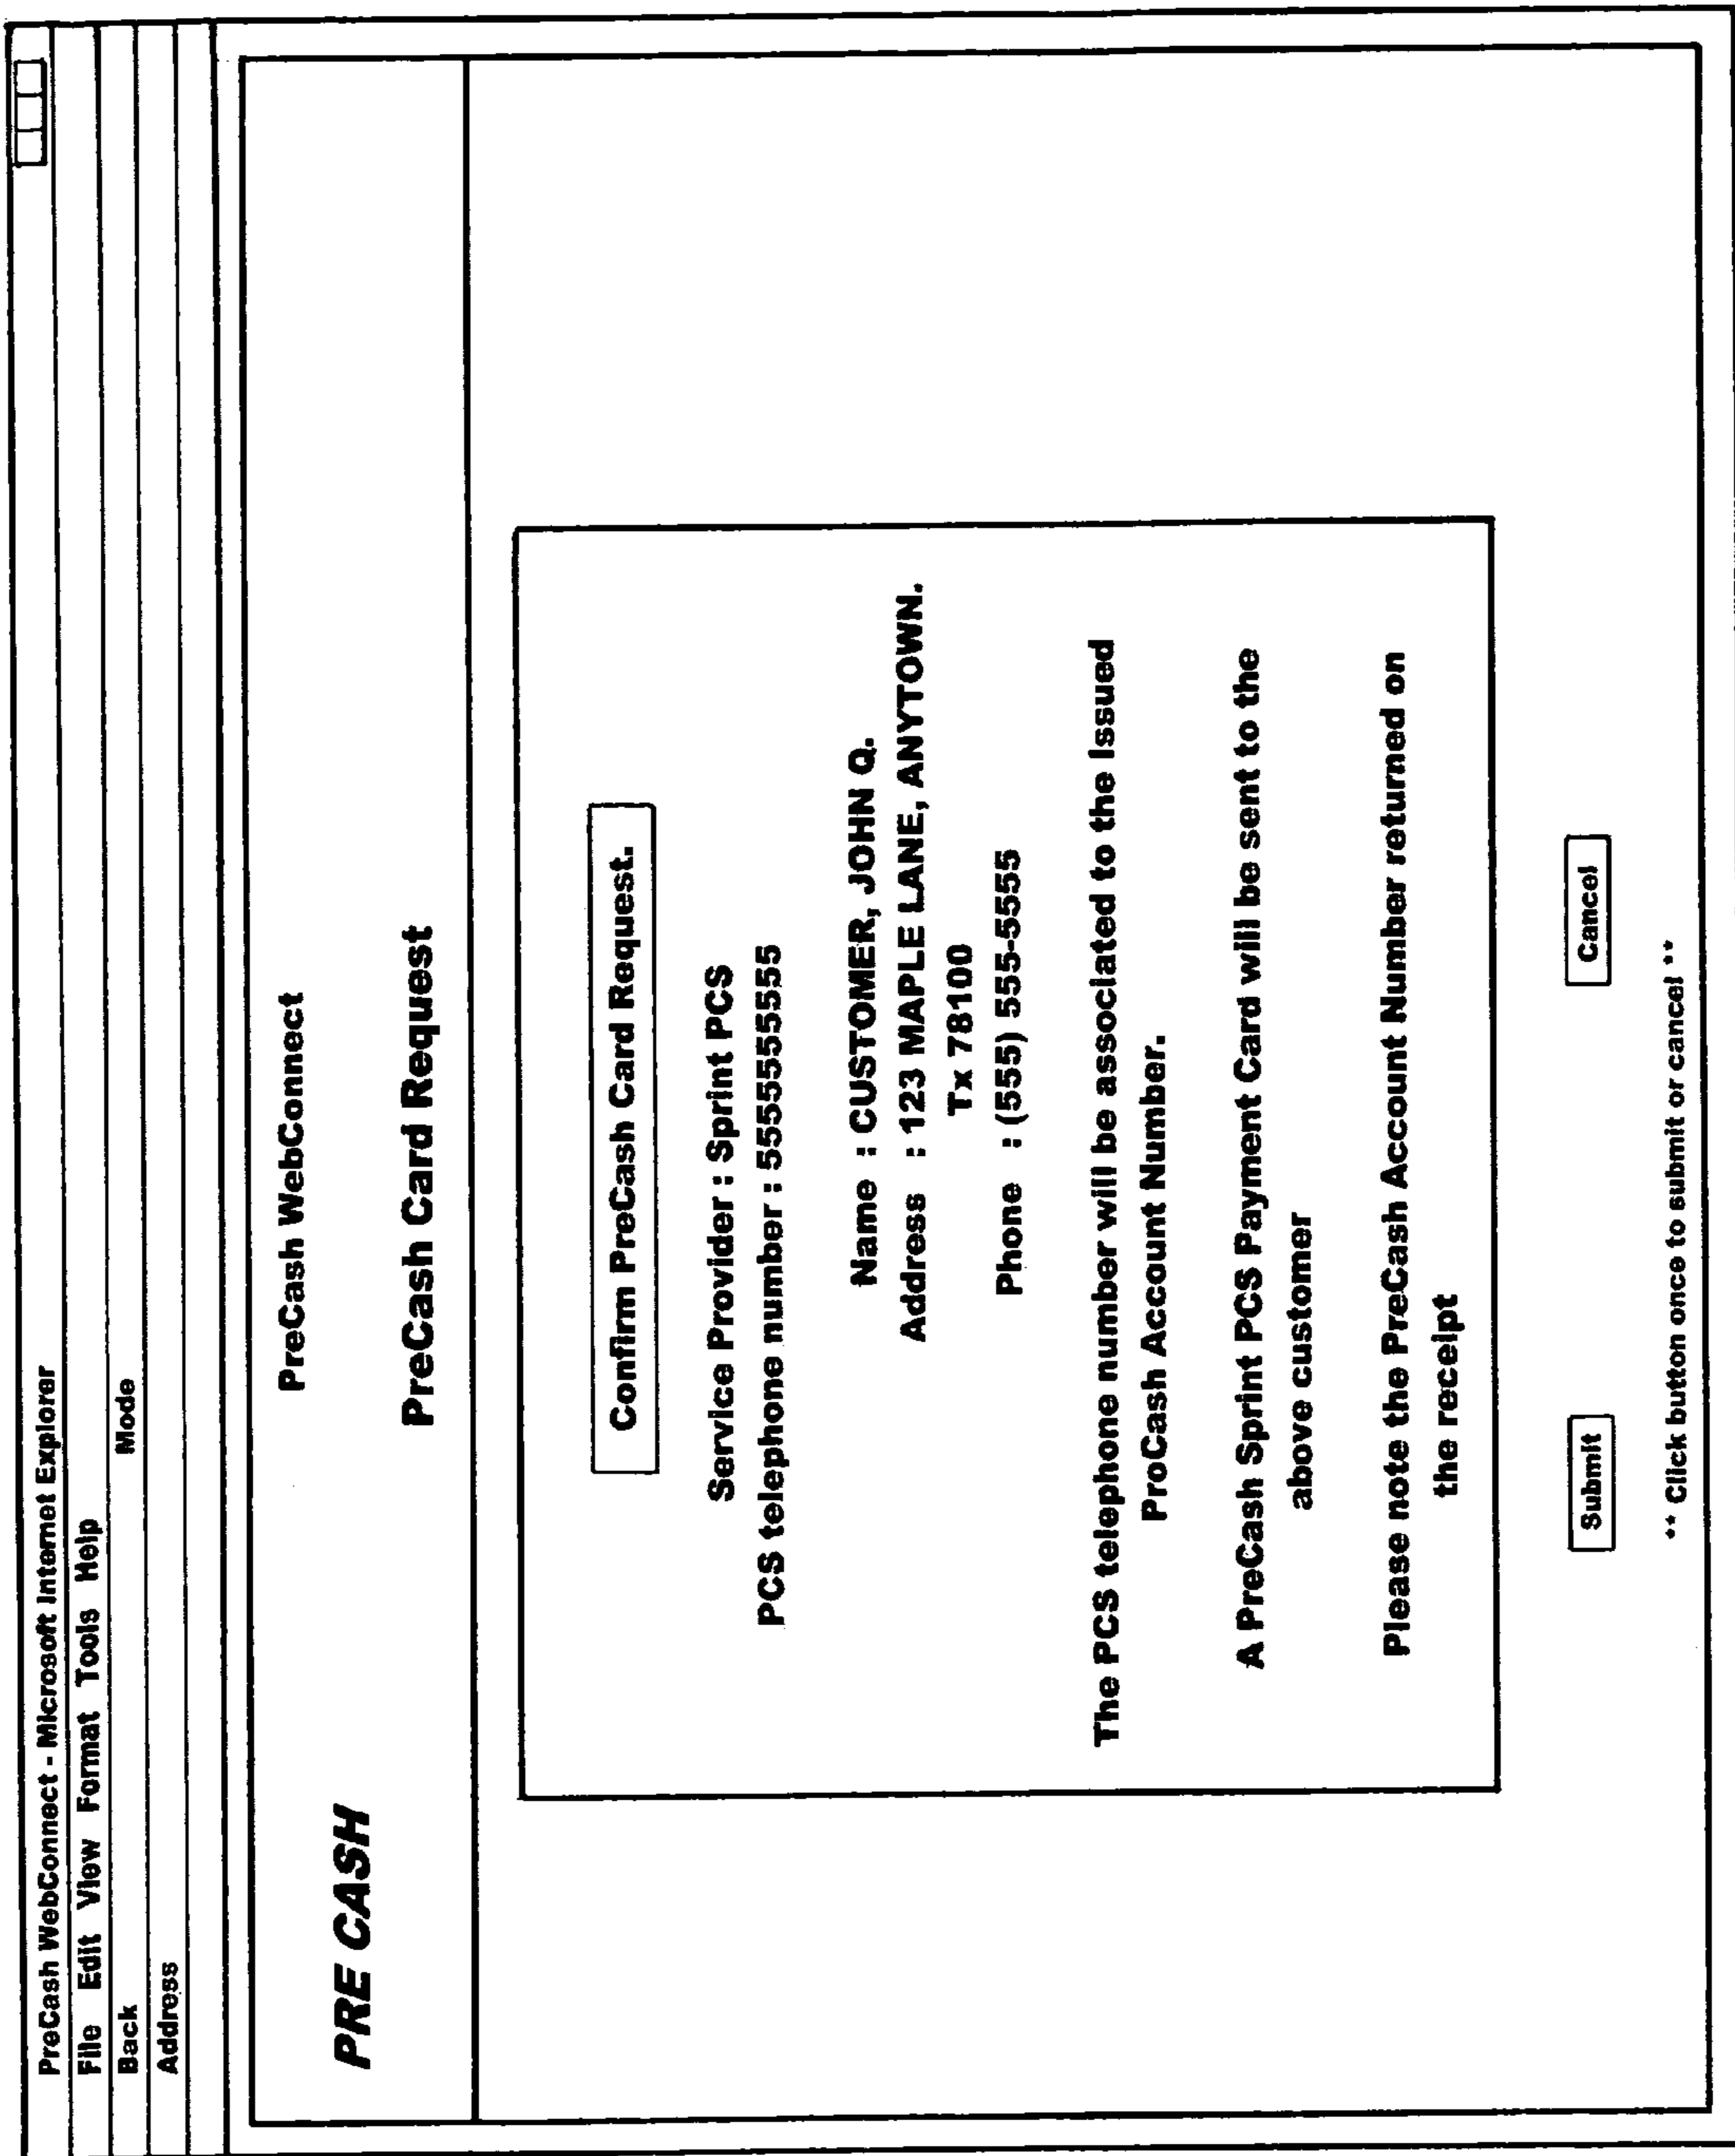 PreCash WebConnect - Microsoft Internet Explorer
File Edit View Format Tools Help
Back Mode
Address
PreCash WebConnect
PRE CASH
PreCash Card Request
Confirm PreCash Card Request.
Service Provider : Sprint PCS
PCS telephone number : 5555555555
Name : CUSTOMER, JOHN Q.
Address : 123 MAPLE LANE, ANYTOWN.
Tx 78100
Phone : (555) 555-5555
The PCS telephone number will be associated to the Issued
ProCash Account Number.
A PreCash Sprint PCS Payment Card will be sent to the
above customer
Please note the PreCash Account Number returned on
the receipt
Submit Cancel
** Click button once to submit or cancel **